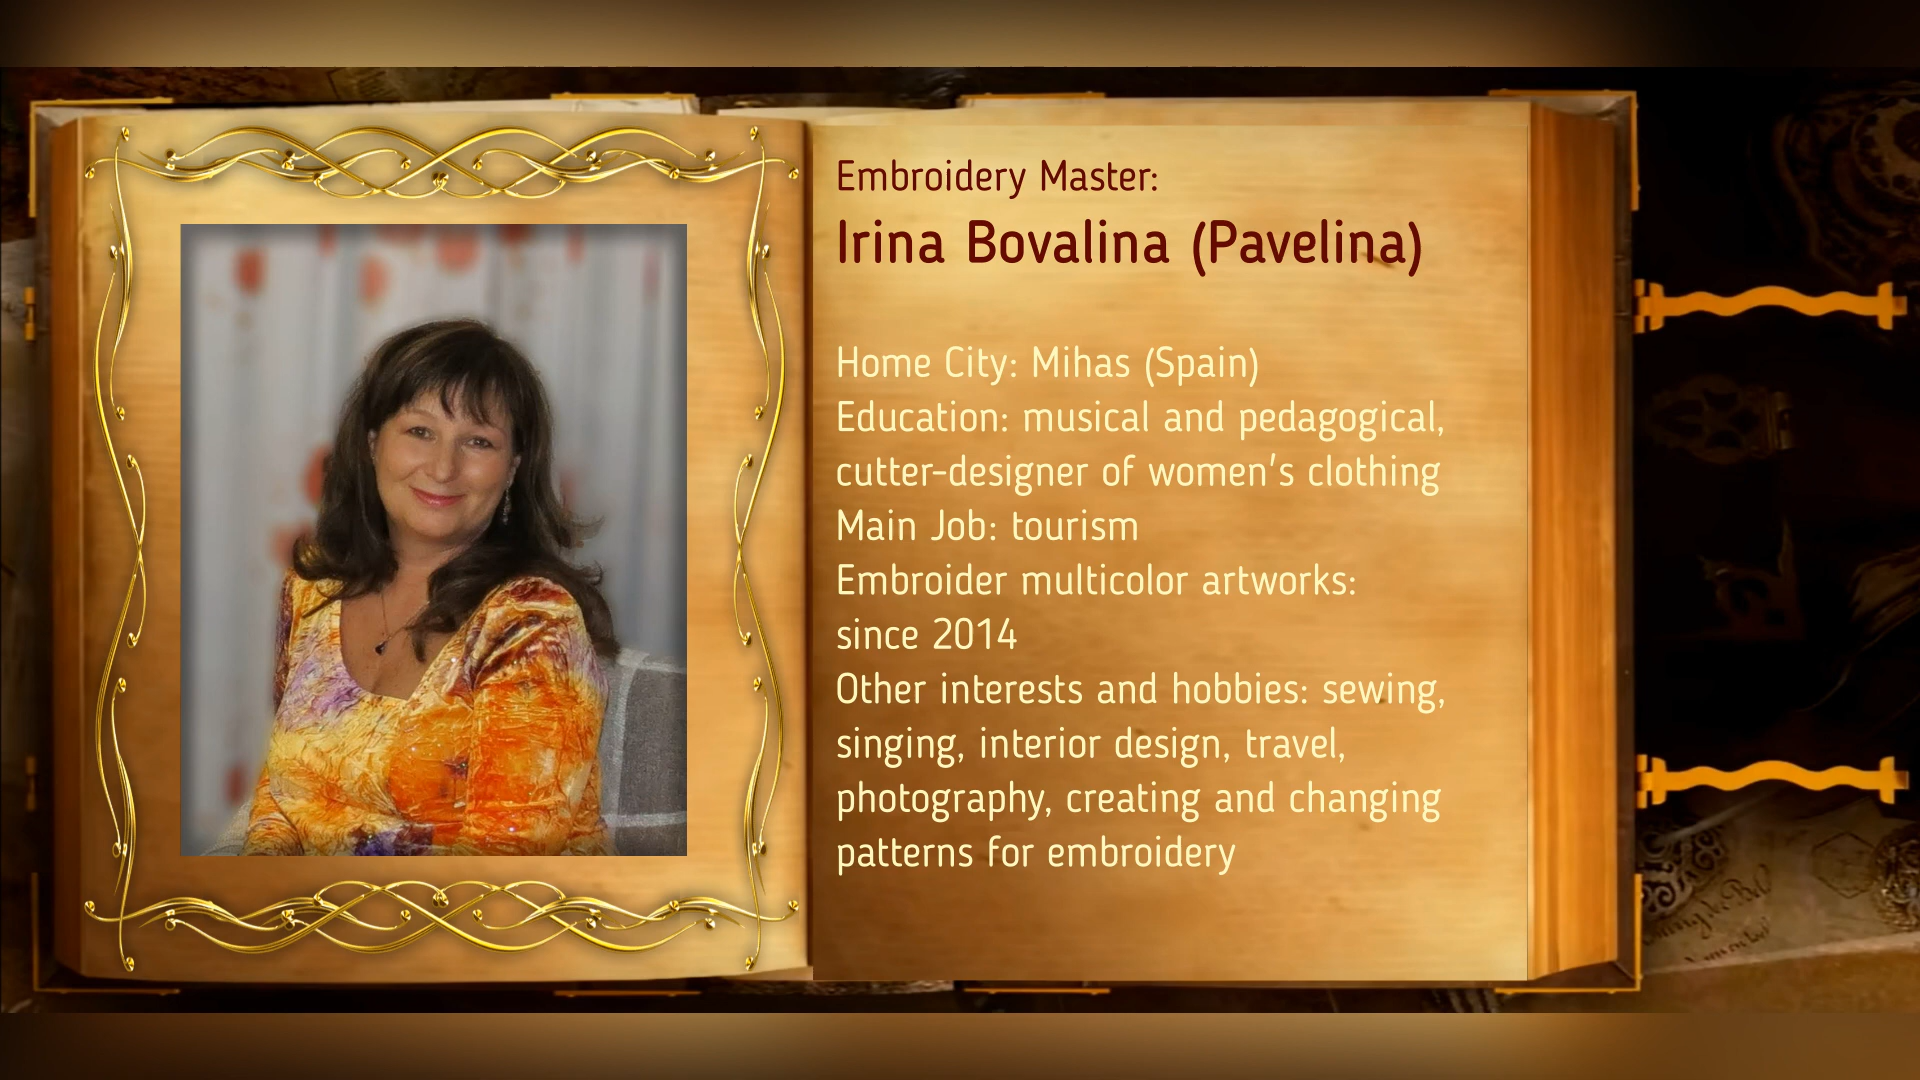 Embroidery Master:
Irina Bovalina (Pavelina)
Home City: Mihas (Spain)
Education: musical and pedagogical,
cutter-designer of women's clothing
Main Job: tourism
Embroider multicolor artworks:
since 2014
Other interests and hobbies: sewing,
singing, interior design, travel,
photography, creating and changing
patterns for embroidery